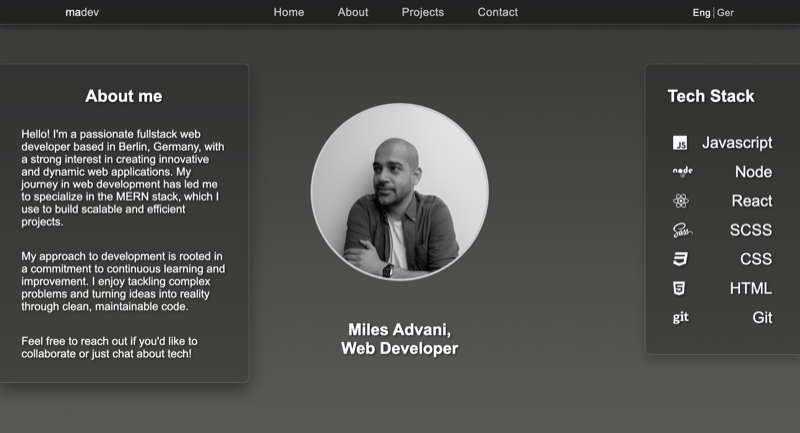 madev
Home About Projects Contact
Eng | Ger
About me
Hello! I'm a passionate fullstack web
developer based in Berlin, Germany, with
a strong interest in creating innovative
and dynamic web applications. My
journey in web development has led me
to specialize in the MERN stack, which I
use to build scalable and efficient
projects.
My approach to development is rooted in
a commitment to continuous learning and
improvement. I enjoy tackling complex
problems and turning ideas into reality
through clean, maintainable code.
Feel free to reach out if you'd like to
collaborate or just chat about tech!
Miles Advani,
Web Developer
Tech Stack
JS Javascript
node Node
React
Sass SCSS
CSS
HTML
git Git